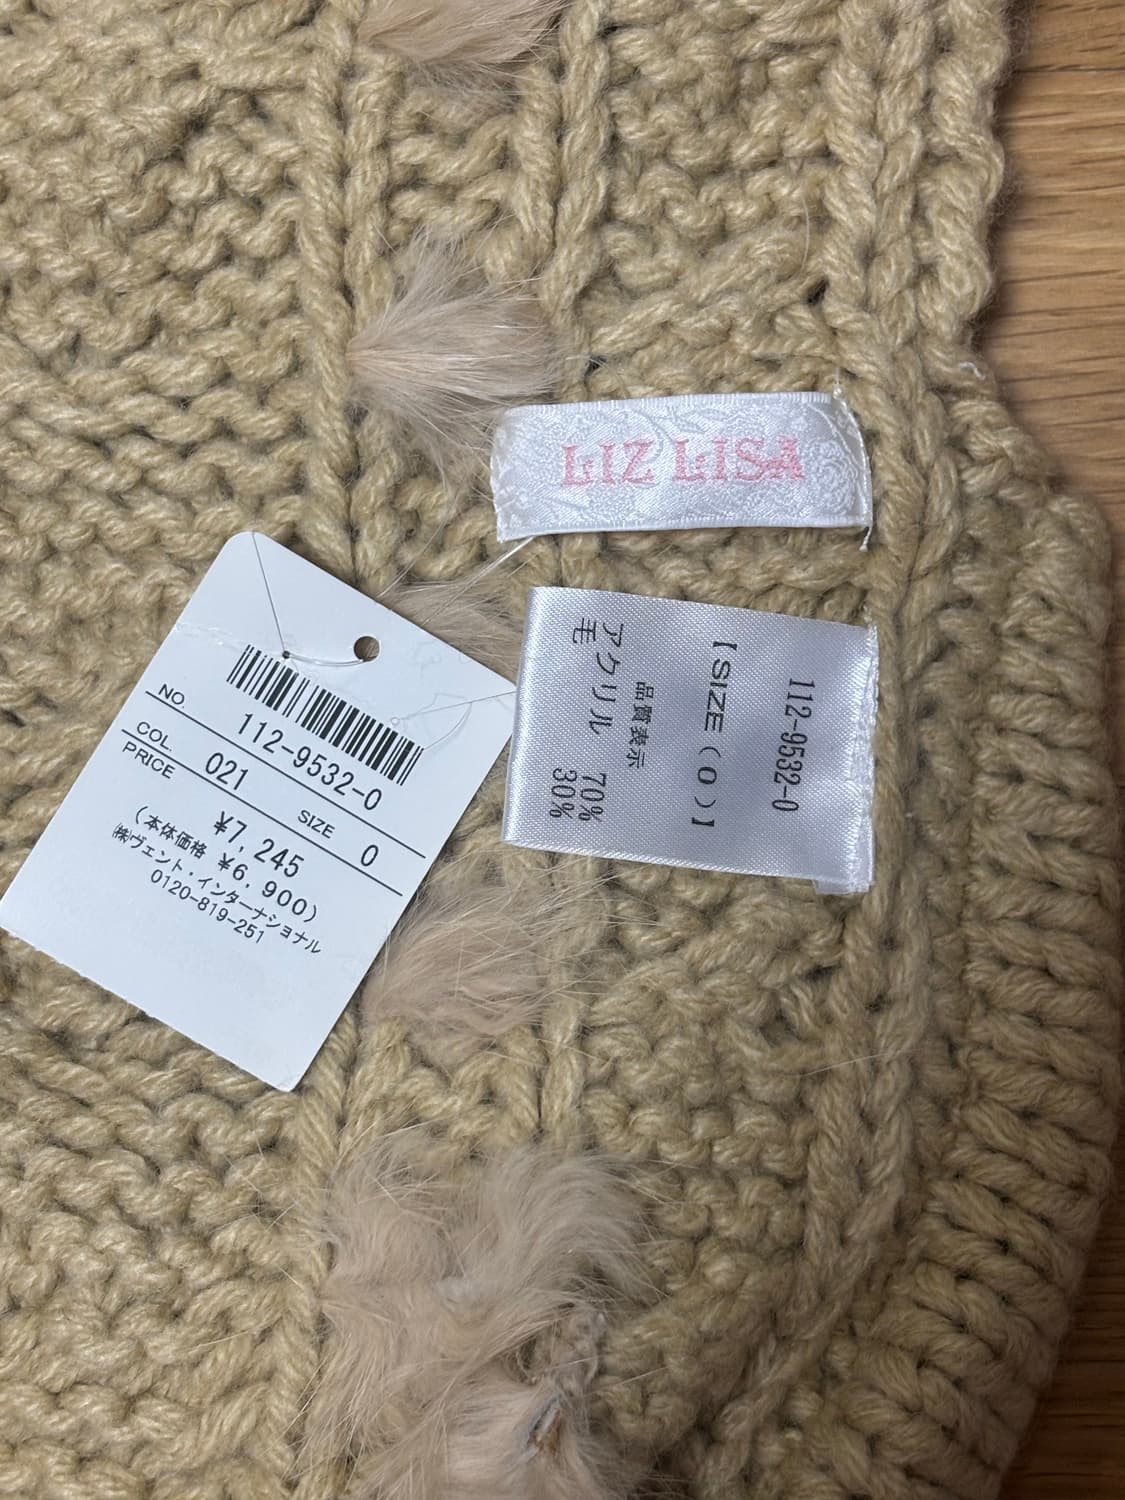 LIZ LISA
112-9532-0
【SIZE(0)】
品質表示
アクリル 70%
毛 30%
NO. 112-9532-0
COL. 021 SIZE 0
PRICE ¥7,245
(本体価格 ¥6,900)
㈱ヴェント・インターナショナル
0120-819-251